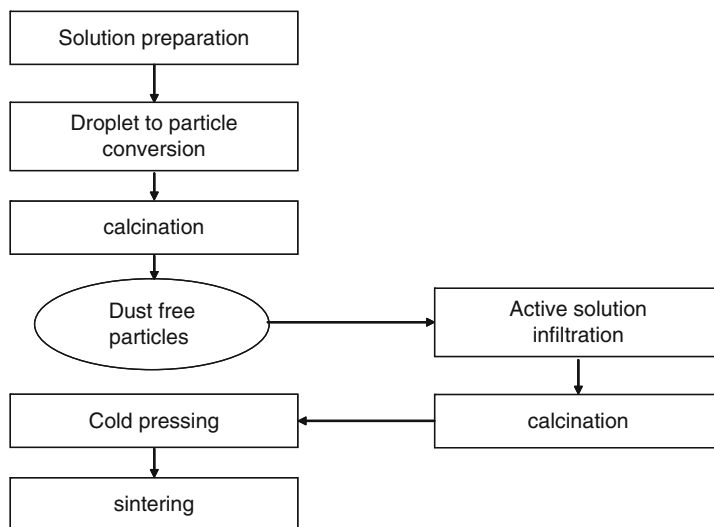 Solution preparation
Droplet to particle
conversion
calcination
Dust free
particles
Active solution
infiltration
calcination
Cold pressing
sintering